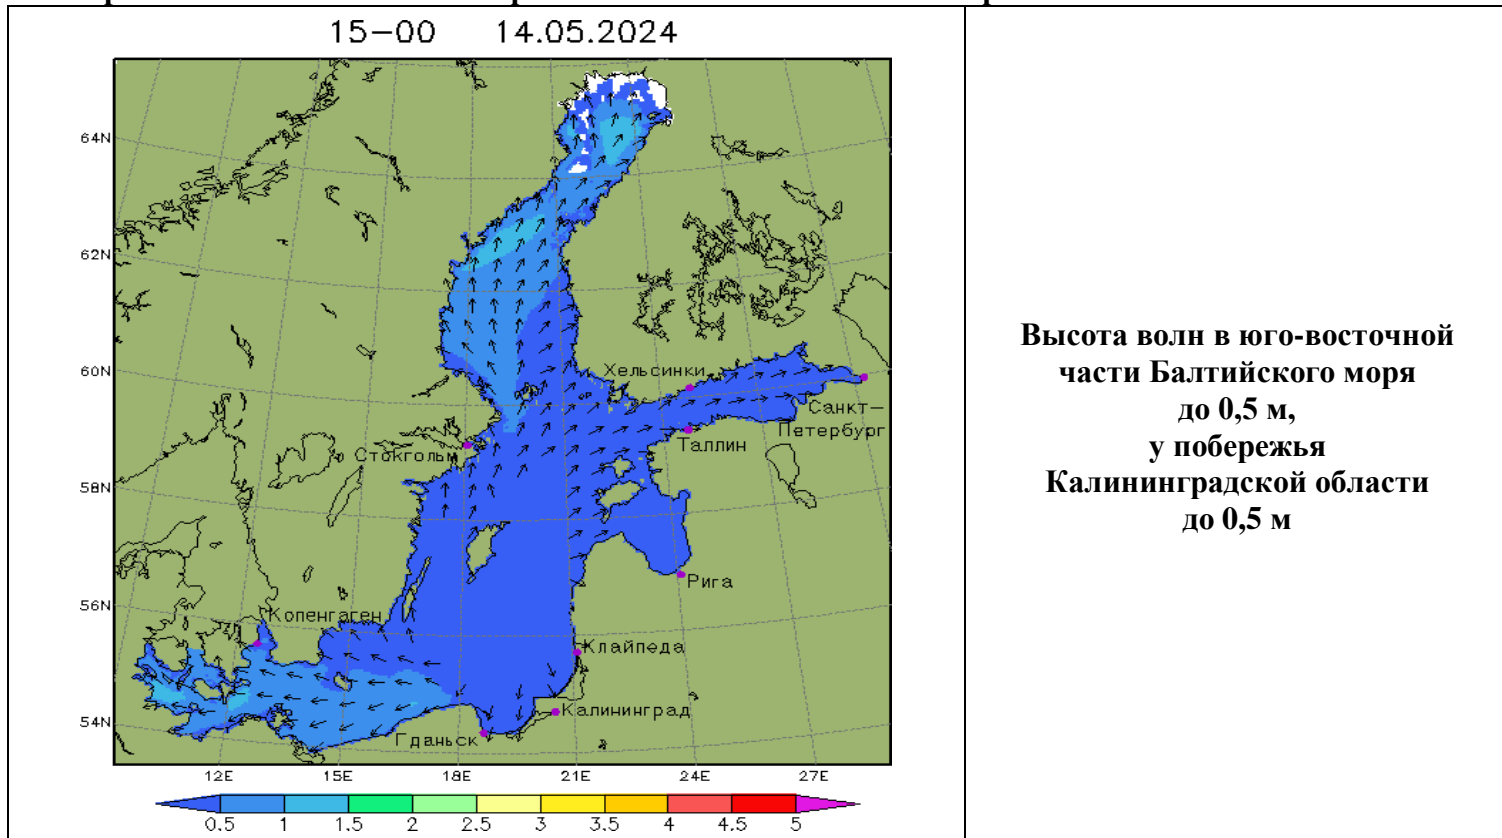 15-00 14.05.2024
64N
62N
60N
58N
56N
54N
Хельсинки
Санкт-
Петербург
Таллин
Стокгольм
Рига
Копенгаген
Клайпеда
Калининград
Гданьск
12E 15E 18E 21E 24E 27E
0.5 1 1.5 2 2.5 3 3.5 4 4.5 5
Высота волн в юго-восточной
части Балтийского моря
до 0,5 м,
у побережья
Калининградской области
до 0,5 м